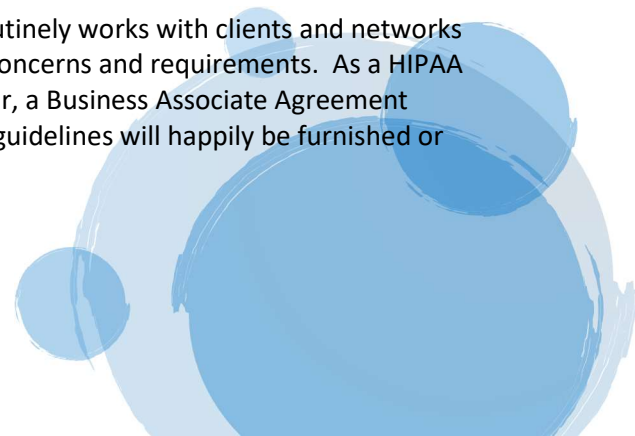 utinely works with clients and networks
oncerns and requirements.  As a HIPAA
r, a Business Associate Agreement
guidelines will happily be furnished or